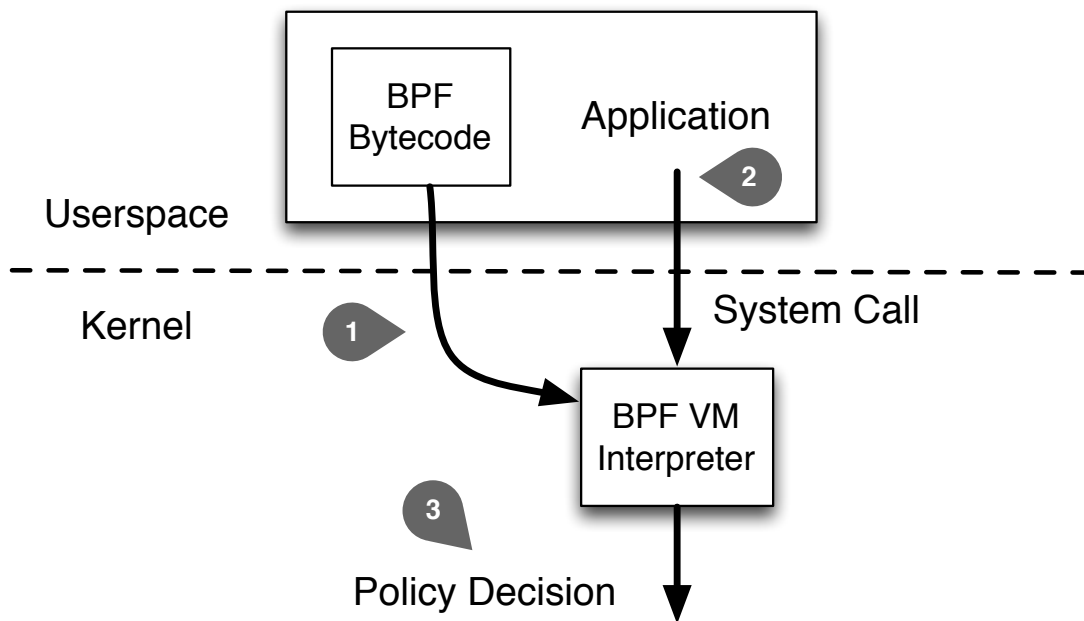 BPF
Bytecode
Application
2
Userspace
System Call
Kernel
1
BPF VM
Interpreter
3
Policy Decision